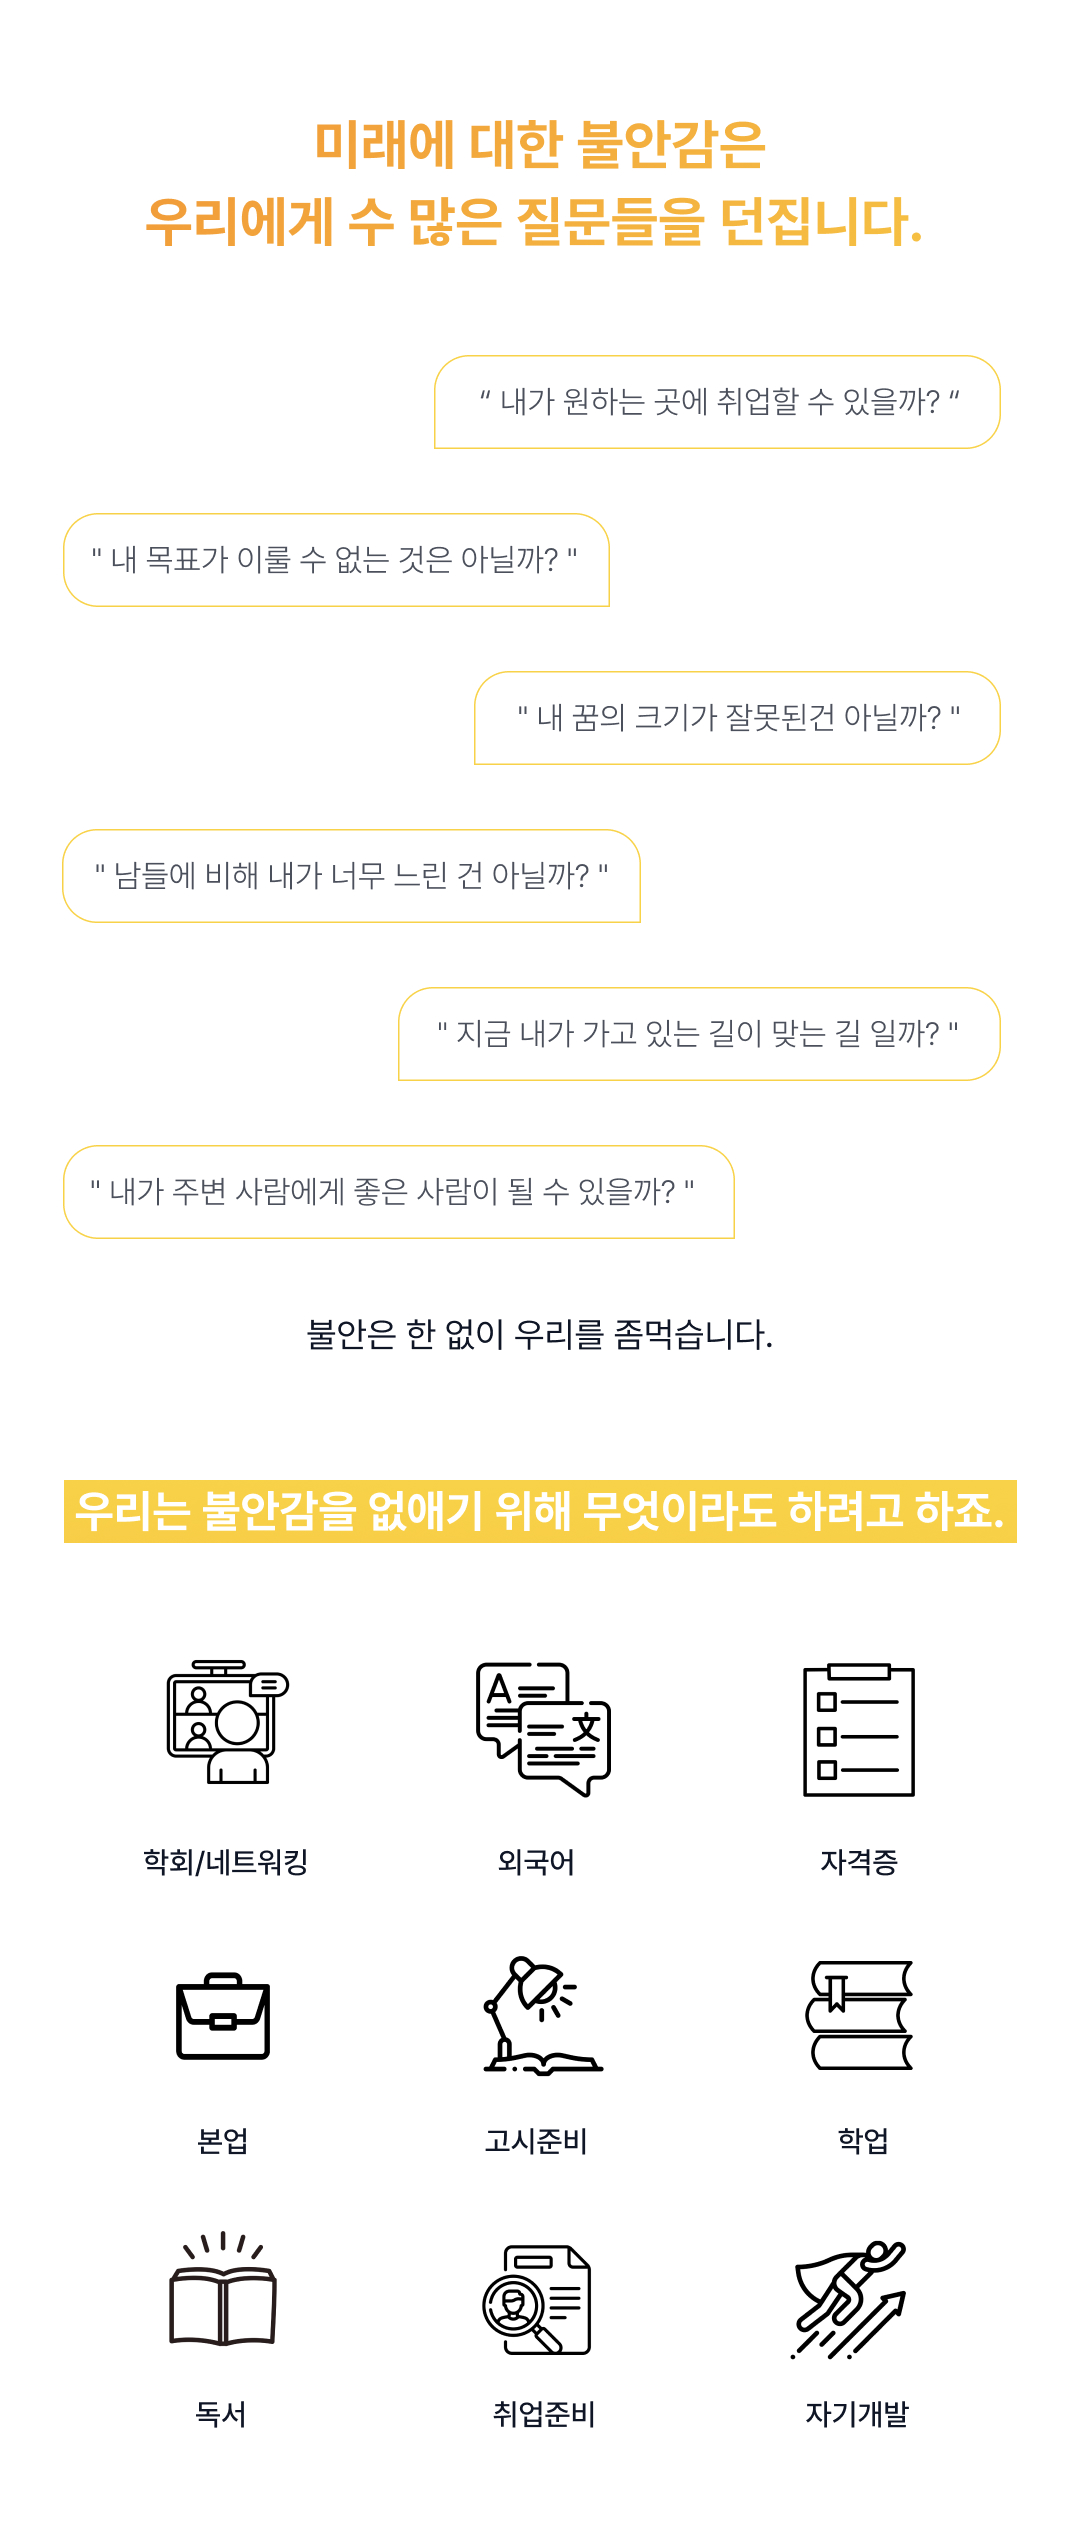 미래에 대한 불안감은
우리에게 수 많은 질문들을 던집니다.
“ 내가 원하는 곳에 취업할 수 있을까? “
" 내 목표가 이룰 수 없는 것은 아닐까? "
" 내 꿈의 크기가 잘못된건 아닐까? "
" 남들에 비해 내가 너무 느린 건 아닐까? "
" 지금 내가 가고 있는 길이 맞는 길 일까? "
" 내가 주변 사람에게 좋은 사람이 될 수 있을까? "
불안은 한 없이 우리를 좀먹습니다.
우리는 불안감을 없애기 위해 무엇이라도 하려고 하죠.
A
文
학회/네트워킹
외국어
자격증
본업
고시준비
학업
독서
취업준비
자기개발